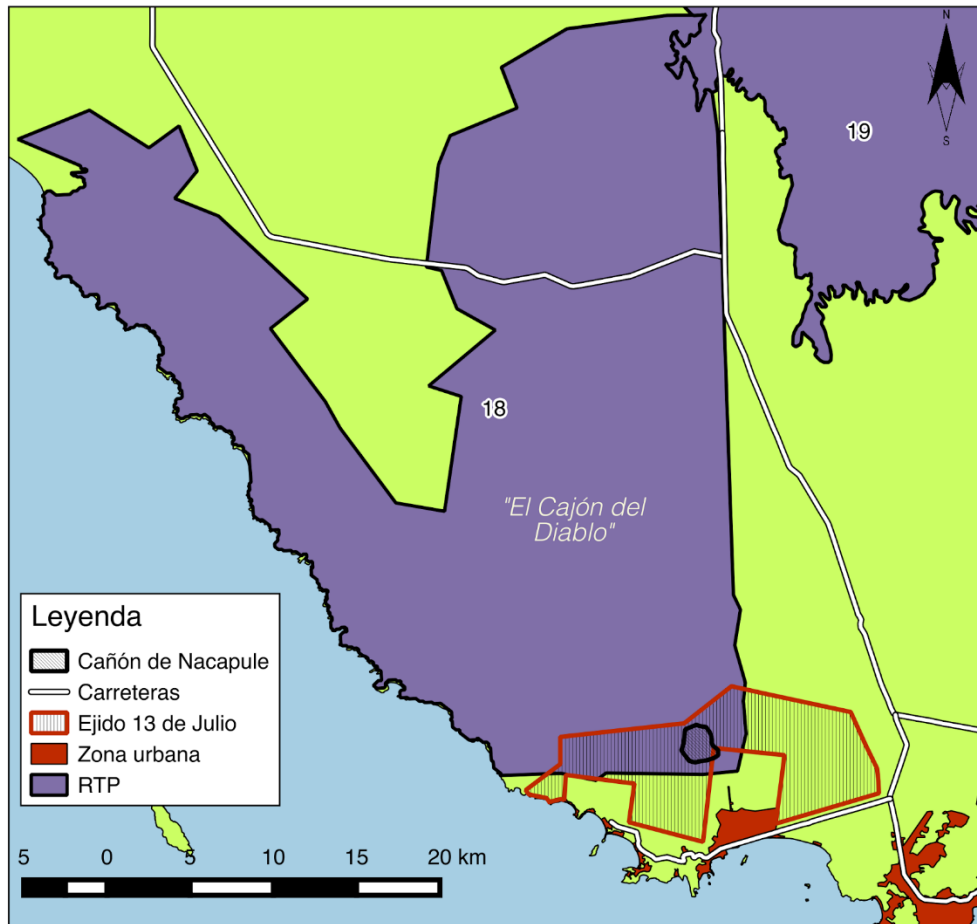 N
S
19
18
"El Cajón del
Diablo"
Leyenda
Cañón de Nacapule
Carreteras
Ejido 13 de Julio
Zona urbana
RTP
5 0 5 10 15 20 km